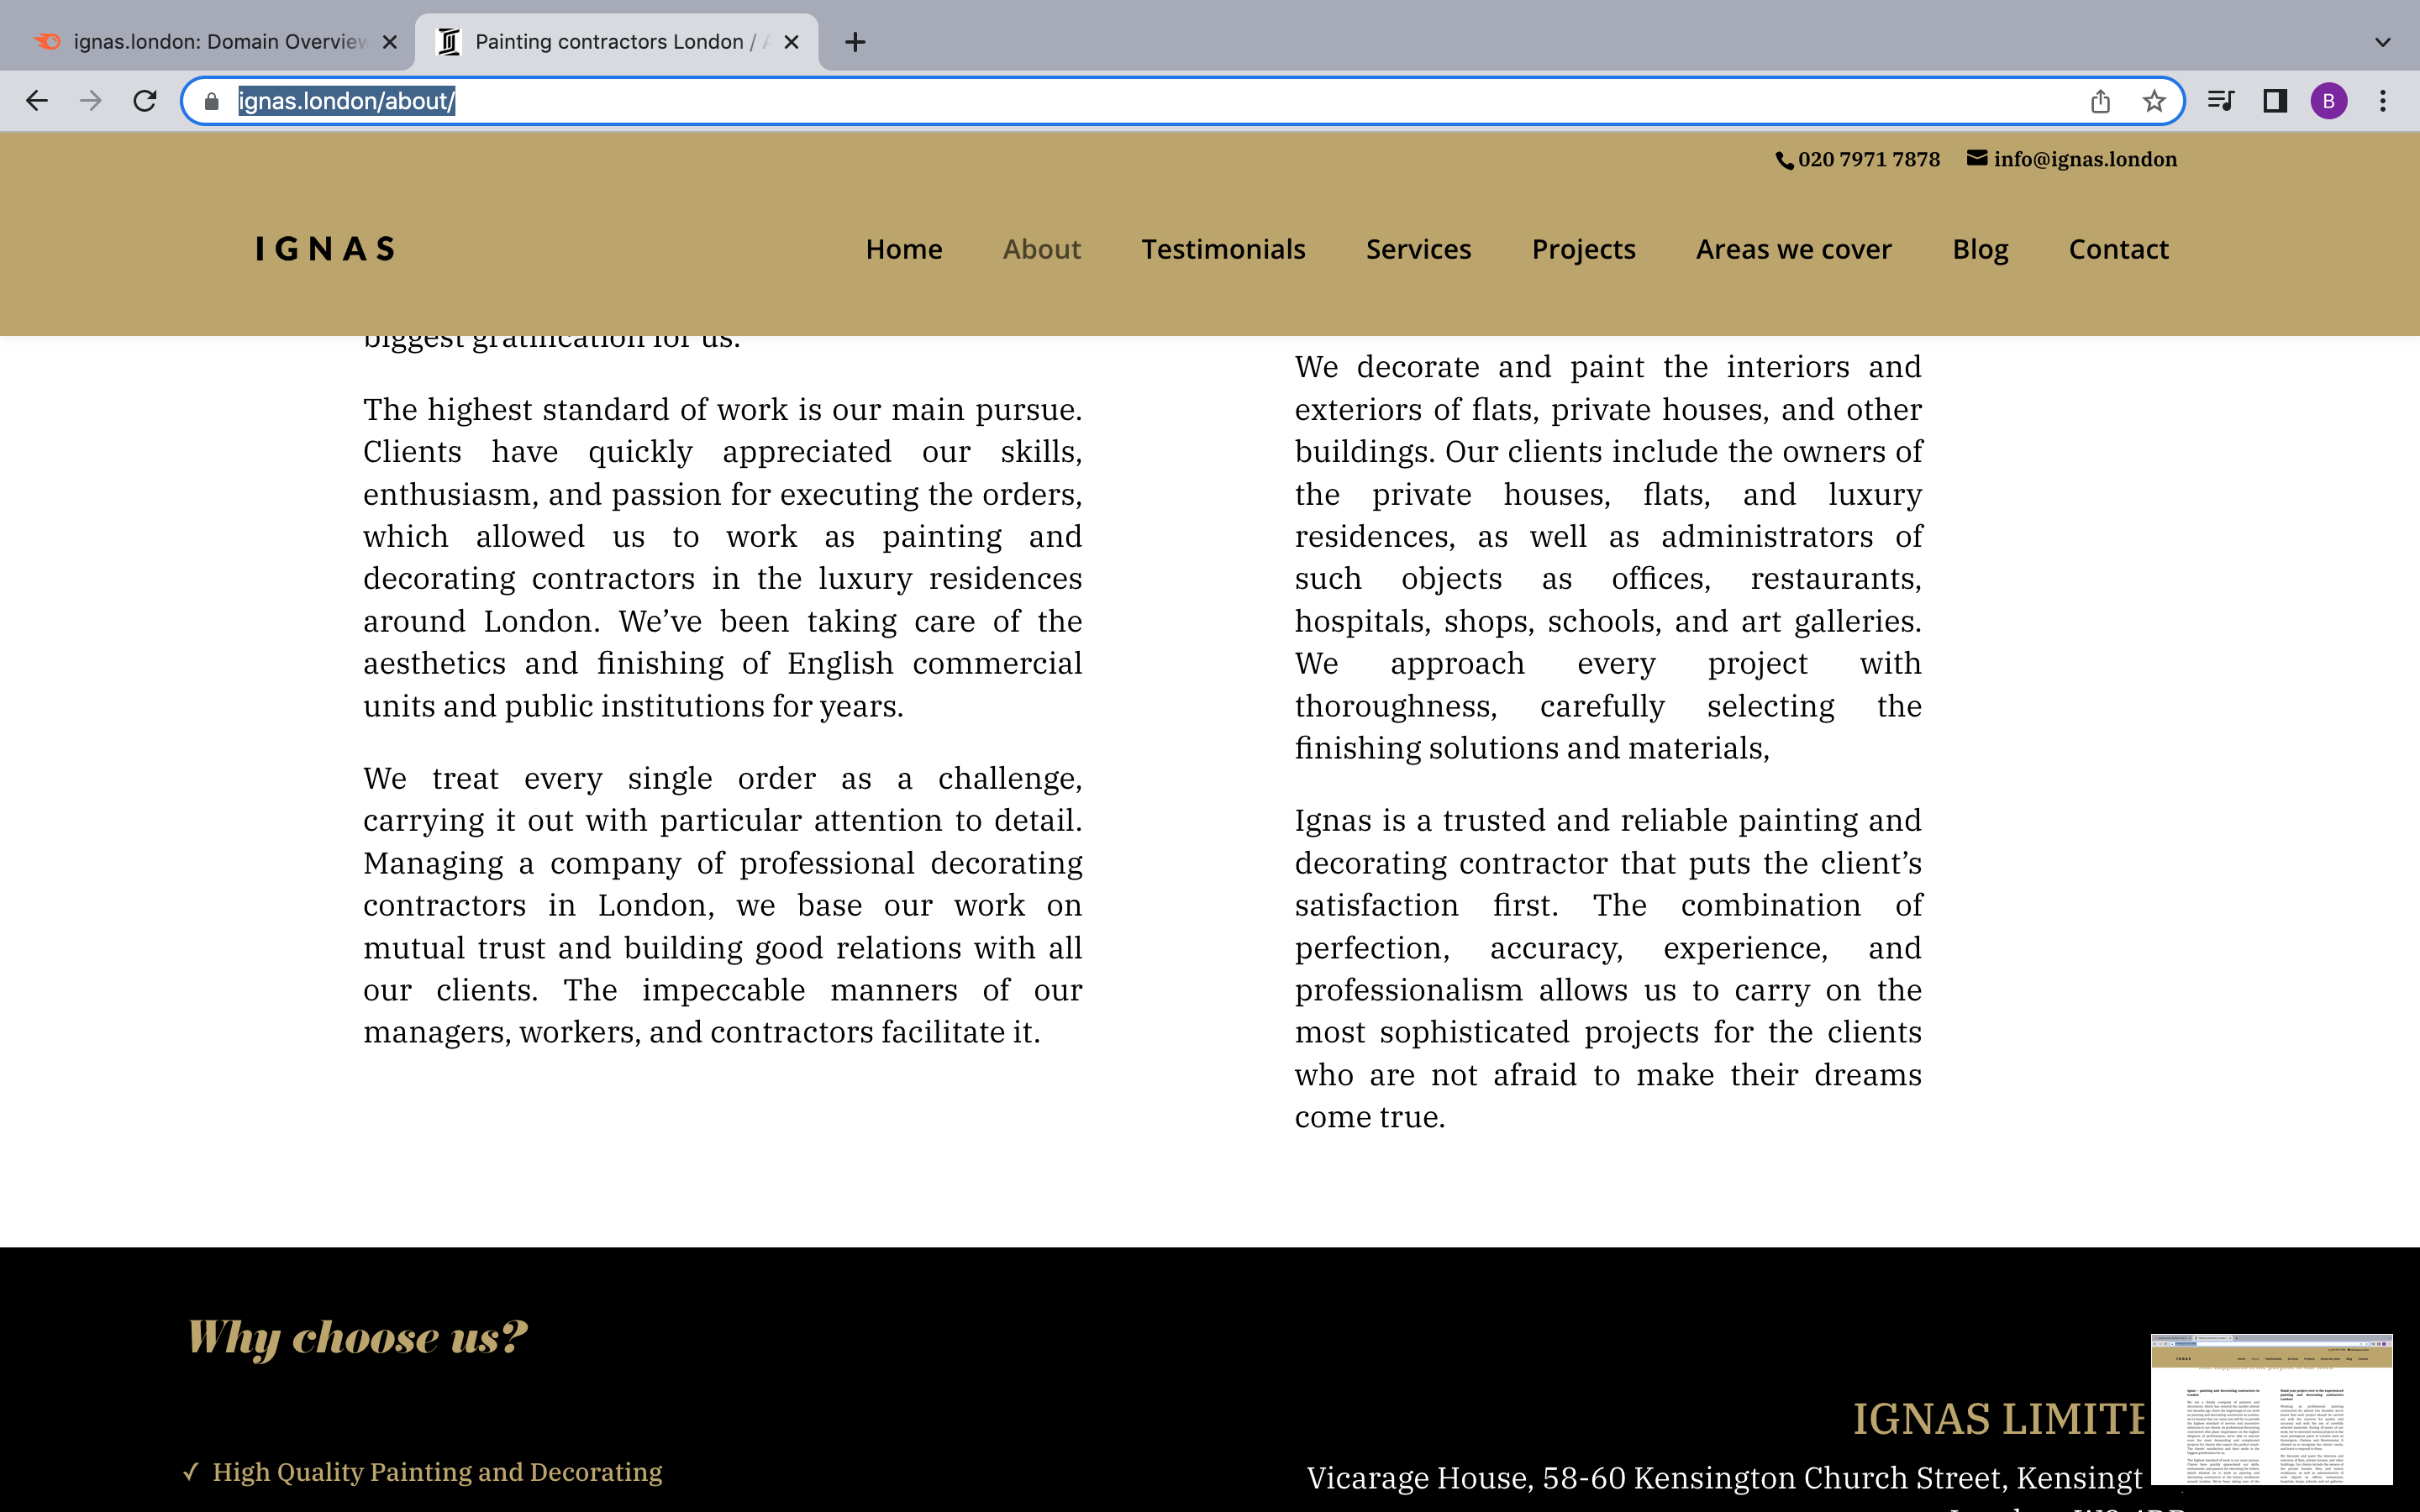 ignas.london: Domain Overview
Painting contractors London /
ignas.london/about/
B
020 7971 7878 info@ignas.london
IGNAS
Home About Testimonials Services Projects Areas we cover Blog Contact
biggest gratification for us.
The highest standard of work is our main pursue.
Clients have quickly appreciated our skills,
enthusiasm, and passion for executing the orders,
which allowed us to work as painting and
decorating contractors in the luxury residences
around London. We’ve been taking care of the
aesthetics and finishing of English commercial
units and public institutions for years.
We treat every single order as a challenge,
carrying it out with particular attention to detail.
Managing a company of professional decorating
contractors in London, we base our work on
mutual trust and building good relations with all
our clients. The impeccable manners of our
managers, workers, and contractors facilitate it.
We decorate and paint the interiors and
exteriors of flats, private houses, and other
buildings. Our clients include the owners of
the private houses, flats, and luxury
residences, as well as administrators of
such objects as offices, restaurants,
hospitals, shops, schools, and art galleries.
We approach every project with
thoroughness, carefully selecting the
finishing solutions and materials,
Ignas is a trusted and reliable painting and
decorating contractor that puts the client’s
satisfaction first. The combination of
perfection, accuracy, experience, and
professionalism allows us to carry on the
most sophisticated projects for the clients
who are not afraid to make their dreams
come true.
Why choose us?
✓ High Quality Painting and Decorating
IGNAS LIMITE
Vicarage House, 58-60 Kensington Church Street, Kensingt